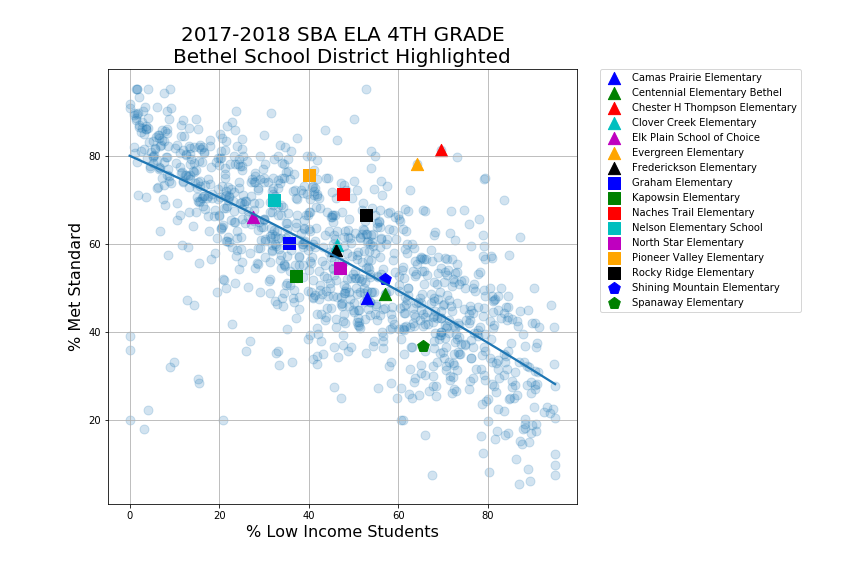 2017-2018 SBA ELA 4TH GRADE
Bethel School District Highlighted
% Met Standard
80
60
40
20
0
20
40
60
80
% Low Income Students
Camas Prairie Elementary
Centennial Elementary Bethel
Chester H Thompson Elementary
Clover Creek Elementary
Elk Plain School of Choice
Evergreen Elementary
Frederickson Elementary
Graham Elementary
Kapowsin Elementary
Naches Trail Elementary
Nelson Elementary School
North Star Elementary
Pioneer Valley Elementary
Rocky Ridge Elementary
Shining Mountain Elementary
Spanaway Elementary